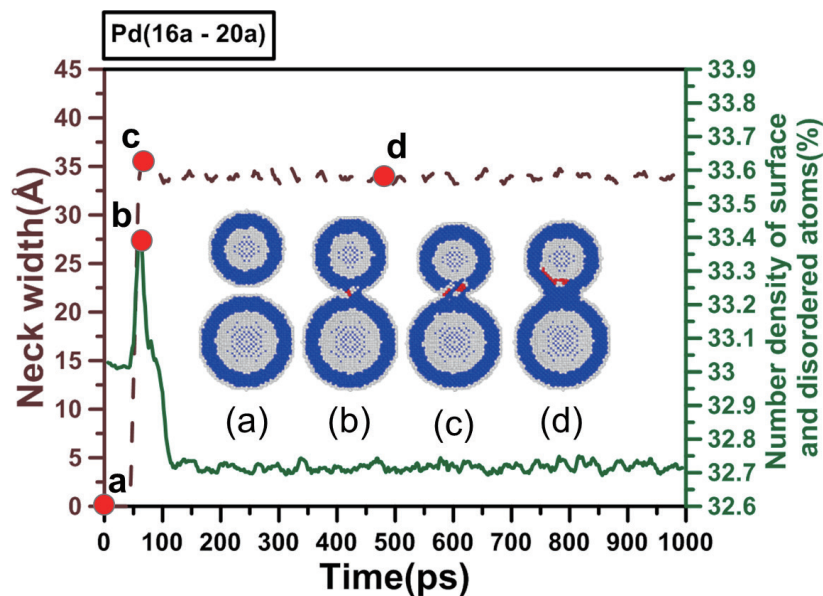 Pd(16a - 20a)
Neck width(Å)
45
40
35
30
25
20
15
10
5
0
c
b
a
d
(a) (b) (c) (d)
33.9
33.8
33.7
33.6
33.5
33.4
33.3
33.2
33.1
33
32.9
32.8
32.7
32.6
Number density of surface
and disordered atoms(%)
0 100 200 300 400 500 600 700 800 900 1000
Time(ps)